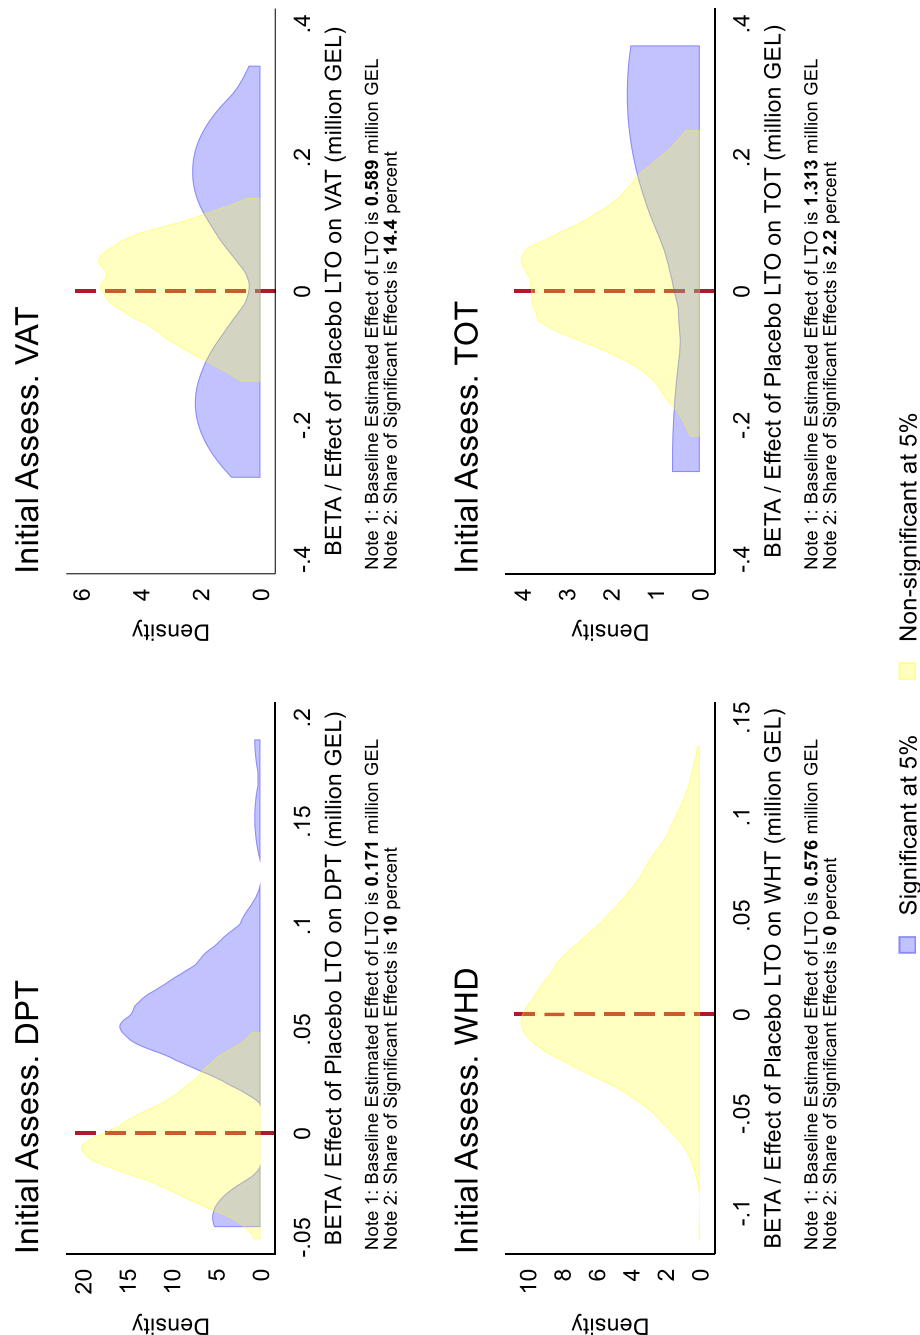 Initial Assess. DPT
Density
20
15
10
5
0
-.05
0
.05
.1
.15
.2
BETA / Effect of Placebo LTO on DPT (million GEL)
Note 1: Baseline Estimated Effect of LTO is 0.171 million GEL
Note 2: Share of Significant Effects is 10 percent
Initial Assess. VAT
Density
6
4
2
0
-.4
-.2
0
.2
.4
BETA / Effect of Placebo LTO on VAT (million GEL)
Note 1: Baseline Estimated Effect of LTO is 0.589 million GEL
Note 2: Share of Significant Effects is 14.4 percent
Initial Assess. WHD
Density
10
8
6
4
2
0
-.1
-.05
0
.05
.1
.15
BETA / Effect of Placebo LTO on WHT (million GEL)
Note 1: Baseline Estimated Effect of LTO is 0.576 million GEL
Note 2: Share of Significant Effects is 0 percent
Initial Assess. TOT
Density
4
3
2
1
0
-.4
-.2
0
.2
.4
BETA / Effect of Placebo LTO on TOT (million GEL)
Note 1: Baseline Estimated Effect of LTO is 1.313 million GEL
Note 2: Share of Significant Effects is 2.2 percent
Significant at 5%
Non-significant at 5%